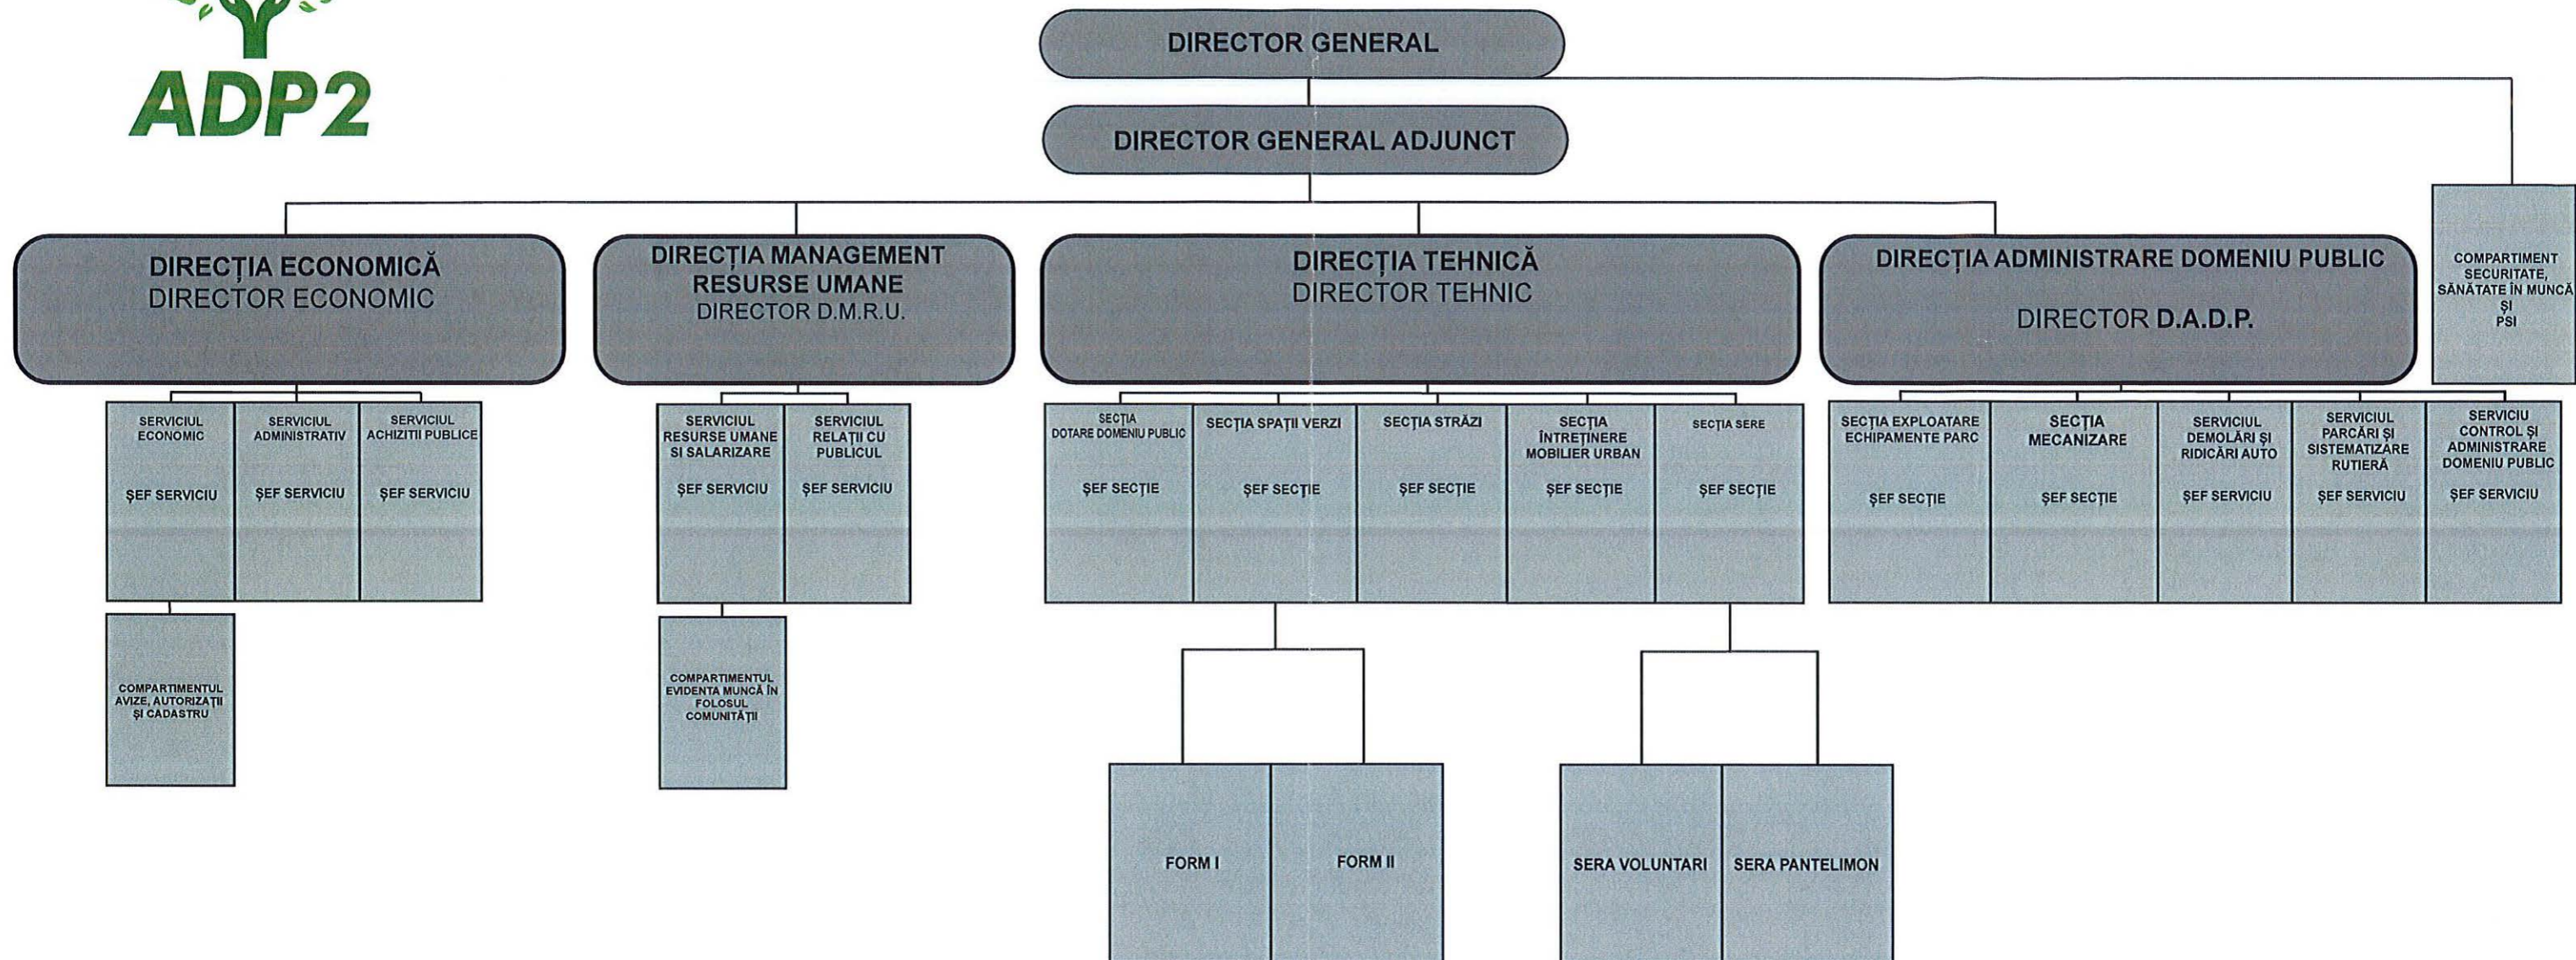 ADP2
DIRECTOR GENERAL
DIRECTOR GENERAL ADJUNCT
DIRECȚIA ECONOMICĂ
DIRECTOR ECONOMIC
DIRECȚIA MANAGEMENT
RESURSE UMANE
DIRECTOR D.M.R.U.
DIRECȚIA TEHNICĂ
DIRECTOR TEHNIC
DIRECȚIA ADMINISTRARE DOMENIU PUBLIC
DIRECTOR D.A.D.P.
COMPARTIMENT
SECURITATE,
SĂNĂTATE ÎN MUNCĂ
ȘI
PSI
SERVICIUL
ECONOMIC
ȘEF SERVICIU
SERVICIUL
ADMINISTRATIV
ȘEF SERVICIU
SERVICIUL
ACHIZITII PUBLICE
ȘEF SERVICIU
SERVICIUL
RESURSE UMANE
SI SALARIZARE
ȘEF SERVICIU
SERVICIUL
RELAȚII CU
PUBLICUL
ȘEF SERVICIU
SECȚIA
DOTARE DOMENIU PUBLIC
ȘEF SECȚIE
SECȚIA SPAȚII VERZI
ȘEF SECȚIE
SECȚIA STRĂZI
ȘEF SECȚIE
SECȚIA
ÎNTREȚINERE
MOBILIER URBAN
ȘEF SECȚIE
SECȚIA SERE
ȘEF SECȚIE
SECȚIA EXPLOATARE
ECHIPAMENTE PARC
ȘEF SECȚIE
SECȚIA
MECANIZARE
ȘEF SECȚIE
SERVICIUL
DEMOLĂRI ȘI
RIDICĂRI AUTO
ȘEF SERVICIU
SERVICIUL
PARCĂRI ȘI
SISTEMATIZARE
RUTIERĂ
ȘEF SERVICIU
SERVICIU
CONTROL ȘI
ADMINISTRARE
DOMENIU PUBLIC
ȘEF SERVICIU
COMPARTIMENTUL
AVIZE, AUTORIZAȚII
ȘI CADASTRU
COMPARTIMENTUL
EVIDENTA MUNCĂ ÎN
FOLOSUL
COMUNITĂȚII
FORM I
FORM II
SERA VOLUNTARI
SERA PANTELIMON